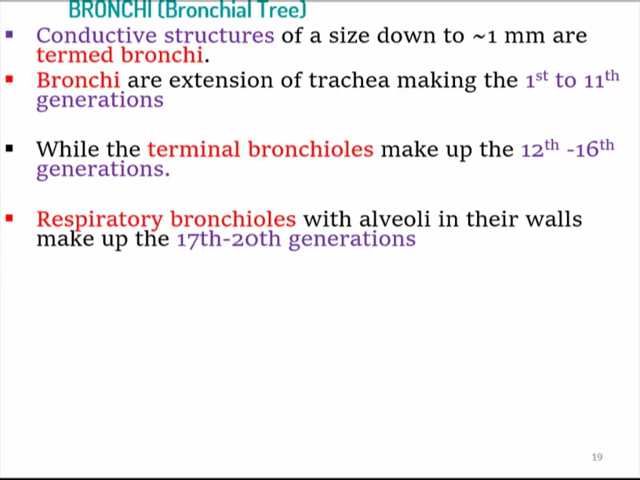 BRONCHI (Bronchial Tree)
▪ Conductive structures of a size down to ~1 mm are
termed bronchi.
▪ Bronchi are extension of trachea making the 1st to 11th
generations
▪ While the terminal bronchioles make up the 12th -16th
generations.
▪ Respiratory bronchioles with alveoli in their walls
make up the 17th-20th generations
19